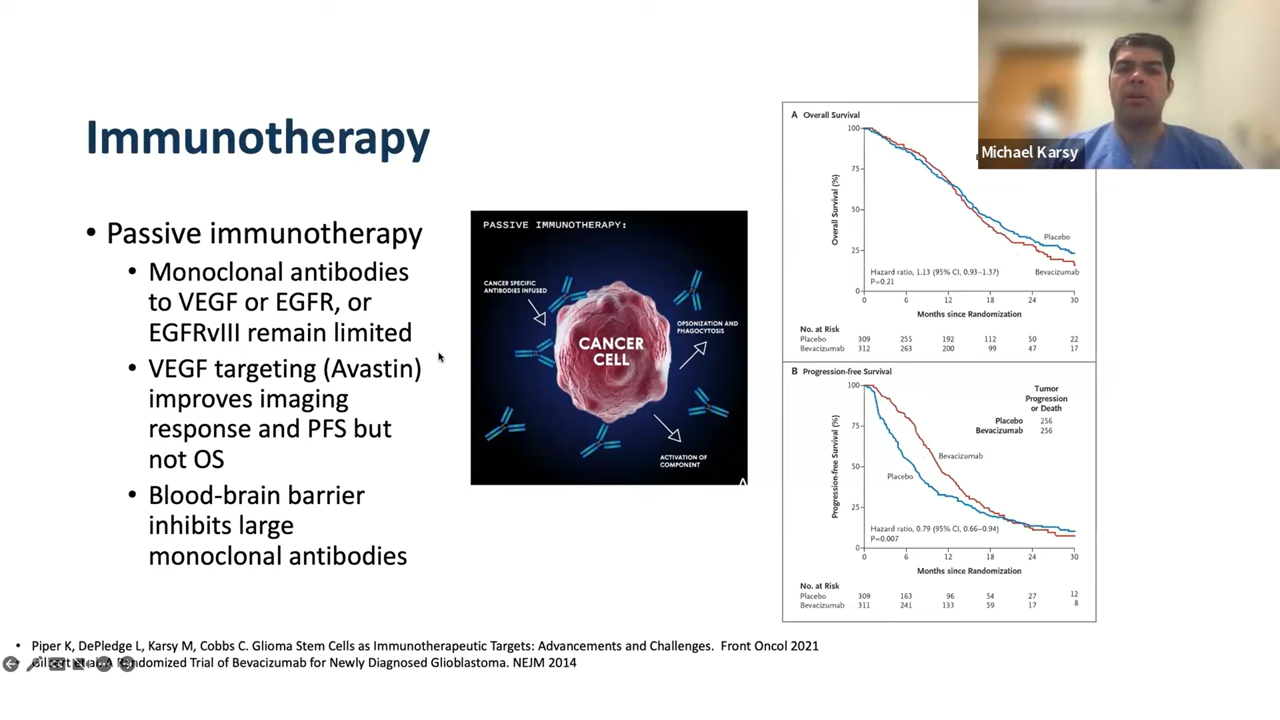 Immunotherapy
• Passive immunotherapy
• Monoclonal antibodies
to VEGF or EGFR, or
EGFRvIII remain limited
• VEGF targeting (Avastin)
improves imaging
response and PFS but
not OS
• Blood-brain barrier
inhibits large
monoclonal antibodies
PASSIVE IMMUNOTHERAPY:
CANCER SPECIFIC
ANTIBODIES INFUSED
CANCER
CELL
OPSONIZATION AND
PHAGOCYTOSIS
ACTIVATION OF
COMPONENT
A
Michael Karsy
A Overall Survival
100
75
50
25
0
Overall Survival (%)
Placebo
Bevacizumab
Hazard ratio, 1.13 (95% CI, 0.93–1.37)
P=0.21
0 6 12 18 24 30
Months since Randomization
No. at Risk
Placebo 309 255 192 112 50 22
Bevacizumab 312 263 200 99 47 17
B Progression-free Survival
100
75
50
25
0
Progression-free Survival (%)
Tumor
Progression
or Death
Placebo 256
Bevacizumab 256
Bevacizumab
Placebo
Hazard ratio, 0.79 (95% CI, 0.66–0.94)
P=0.007
0 6 12 18 24 30
Months since Randomization
No. at Risk
Placebo 309 163 96 54 27 12
Bevacizumab 311 241 133 59 17 8
• Piper K, DePledge L, Karsy M, Cobbs C. Glioma Stem Cells as Immunotherapeutic Targets: Advancements and Challenges. Front Oncol 2021
• Gilbert et al. A Randomized Trial of Bevacizumab for Newly Diagnosed Glioblastoma. NEJM 2014